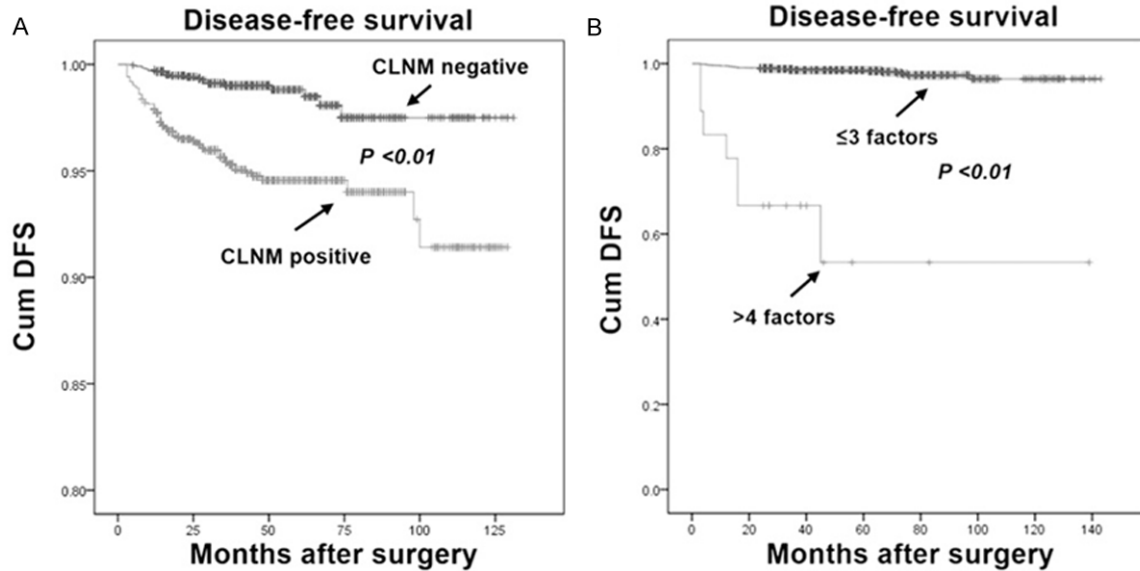 A
Disease-free survival
Cum DFS
1.00
0.95
0.90
0.85
0.80
CLNM negative
P <0.01
CLNM positive
0
25
50
75
100
125
Months after surgery
B
Disease-free survival
Cum DFS
1.0
0.8
0.6
0.4
0.2
0.0
≤3 factors
P <0.01
>4 factors
0
20
40
60
80
100
120
140
Months after surgery